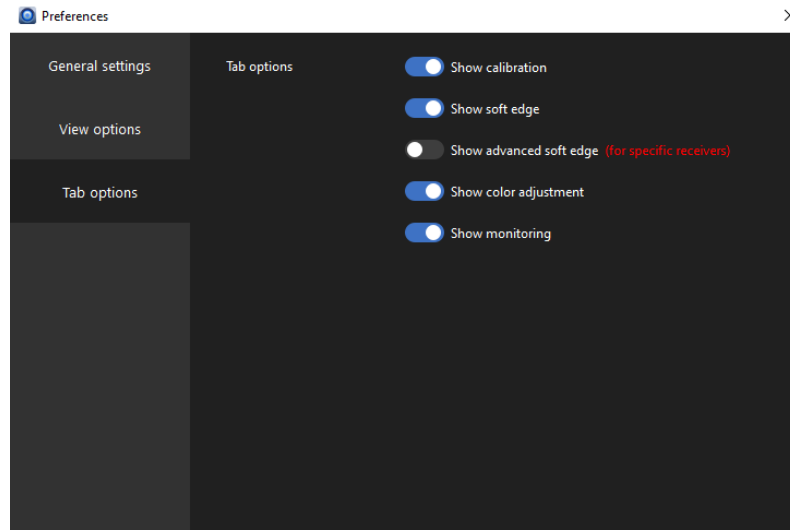 Preferences
General settings
View options
Tab options
Tab options
Show calibration
Show soft edge
Show advanced soft edge (for specific receivers)
Show color adjustment
Show monitoring